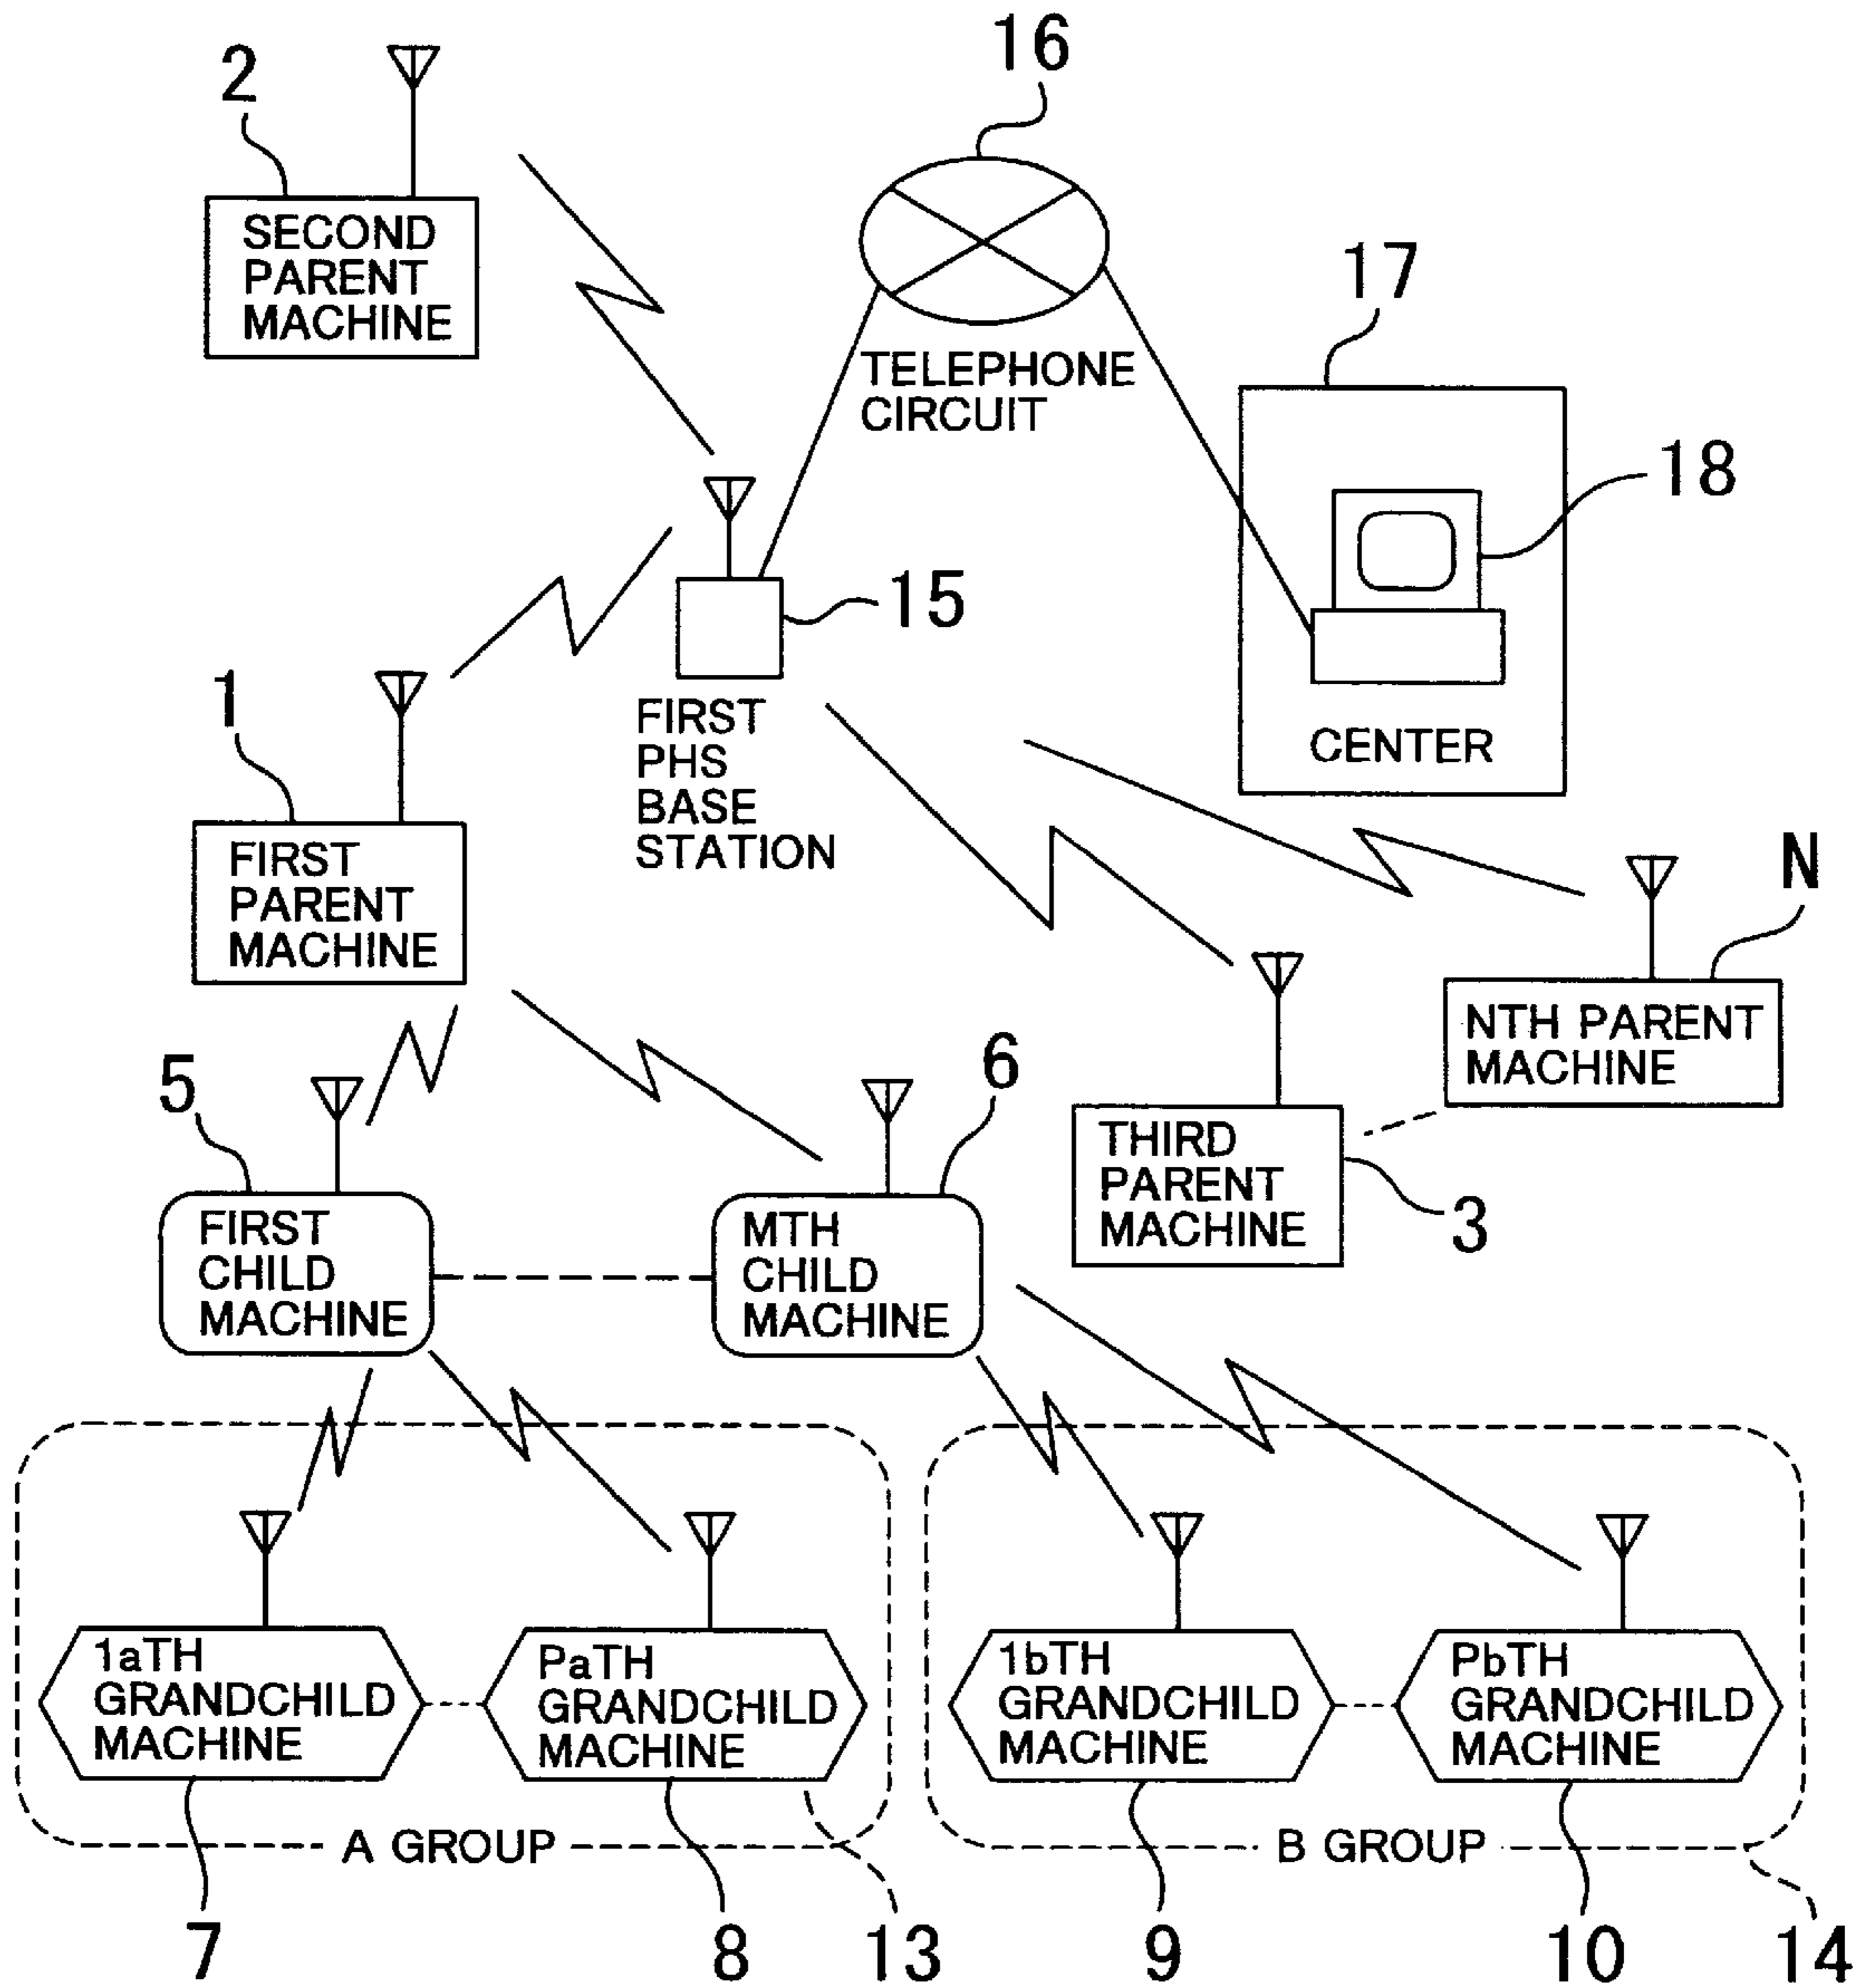 16
2
SECOND
PARENT
MACHINE
17
TELEPHONE
CIRCUIT
18
15
1
FIRST
PHS
BASE
STATION
CENTER
FIRST
PARENT
MACHINE
N
NTH PARENT
MACHINE
5
6
THIRD
PARENT
MACHINE
3
FIRST
CHILD
MACHINE
MTH
CHILD
MACHINE
1aTH
GRANDCHILD
MACHINE
PaTH
GRANDCHILD
MACHINE
1bTH
GRANDCHILD
MACHINE
PbTH
GRANDCHILD
MACHINE
A GROUP
B GROUP
7
8
13
9
10
14